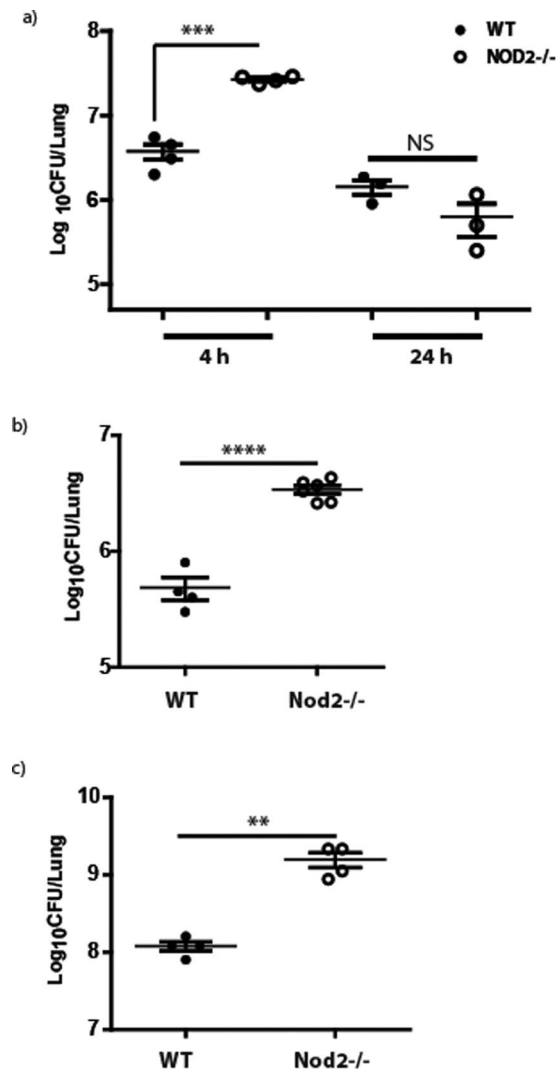 a)
8
7
6
5
Log 10CFU/Lung
***
NS
WT
NOD2-/-
4 h
24 h
b)
7
6
5
Log10CFU/Lung
****
WT
Nod2-/-
c)
10
9
8
7
Log10CFU/Lung
**
WT
Nod2-/-